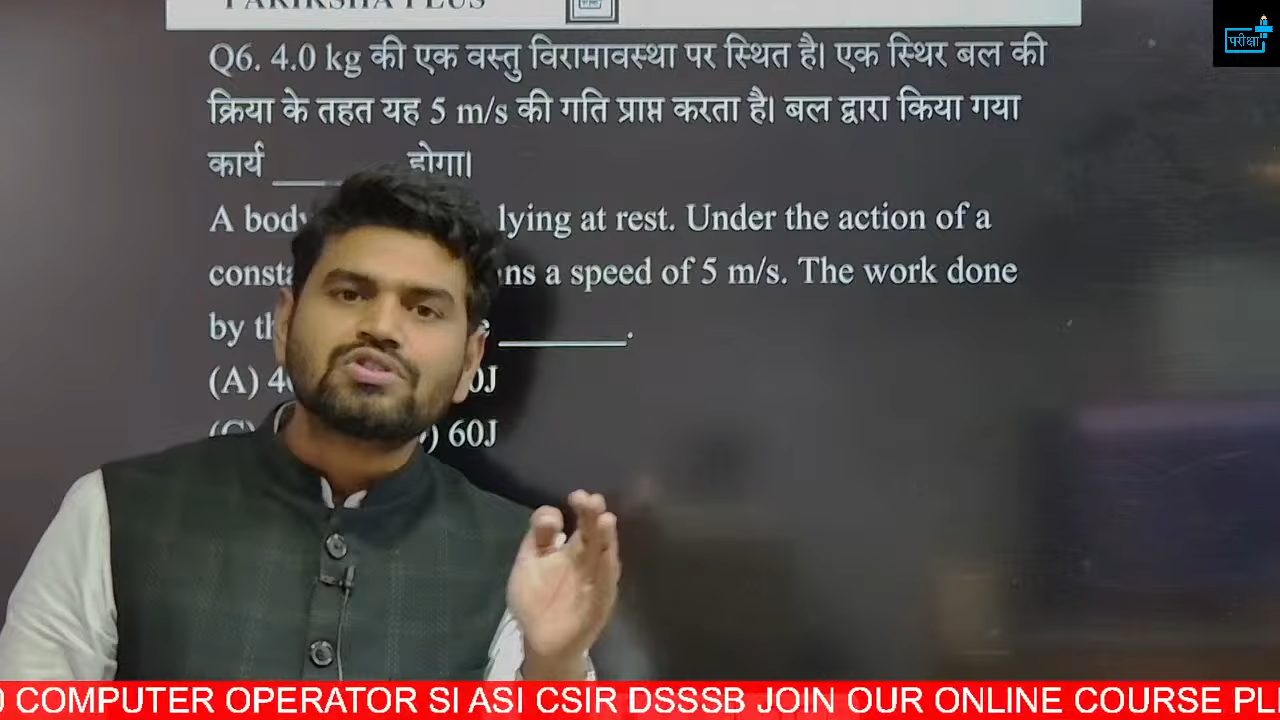 PARIKSHA PLUS
परीक्षा
Q6. 4.0 kg की एक वस्तु विरामावस्था पर स्थित है। एक स्थिर बल की
क्रिया के तहत यह 5 m/s की गति प्राप्त करता है। बल द्वारा किया गया
कार्य ______ होगा।
A body lying at rest. Under the action of a
a speed of 5 m/s. The work done
by ______.
(A)
(C) 60J
COMPUTER OPERATOR SI ASI CSIR DSSSB JOIN OUR ONLINE COURSE